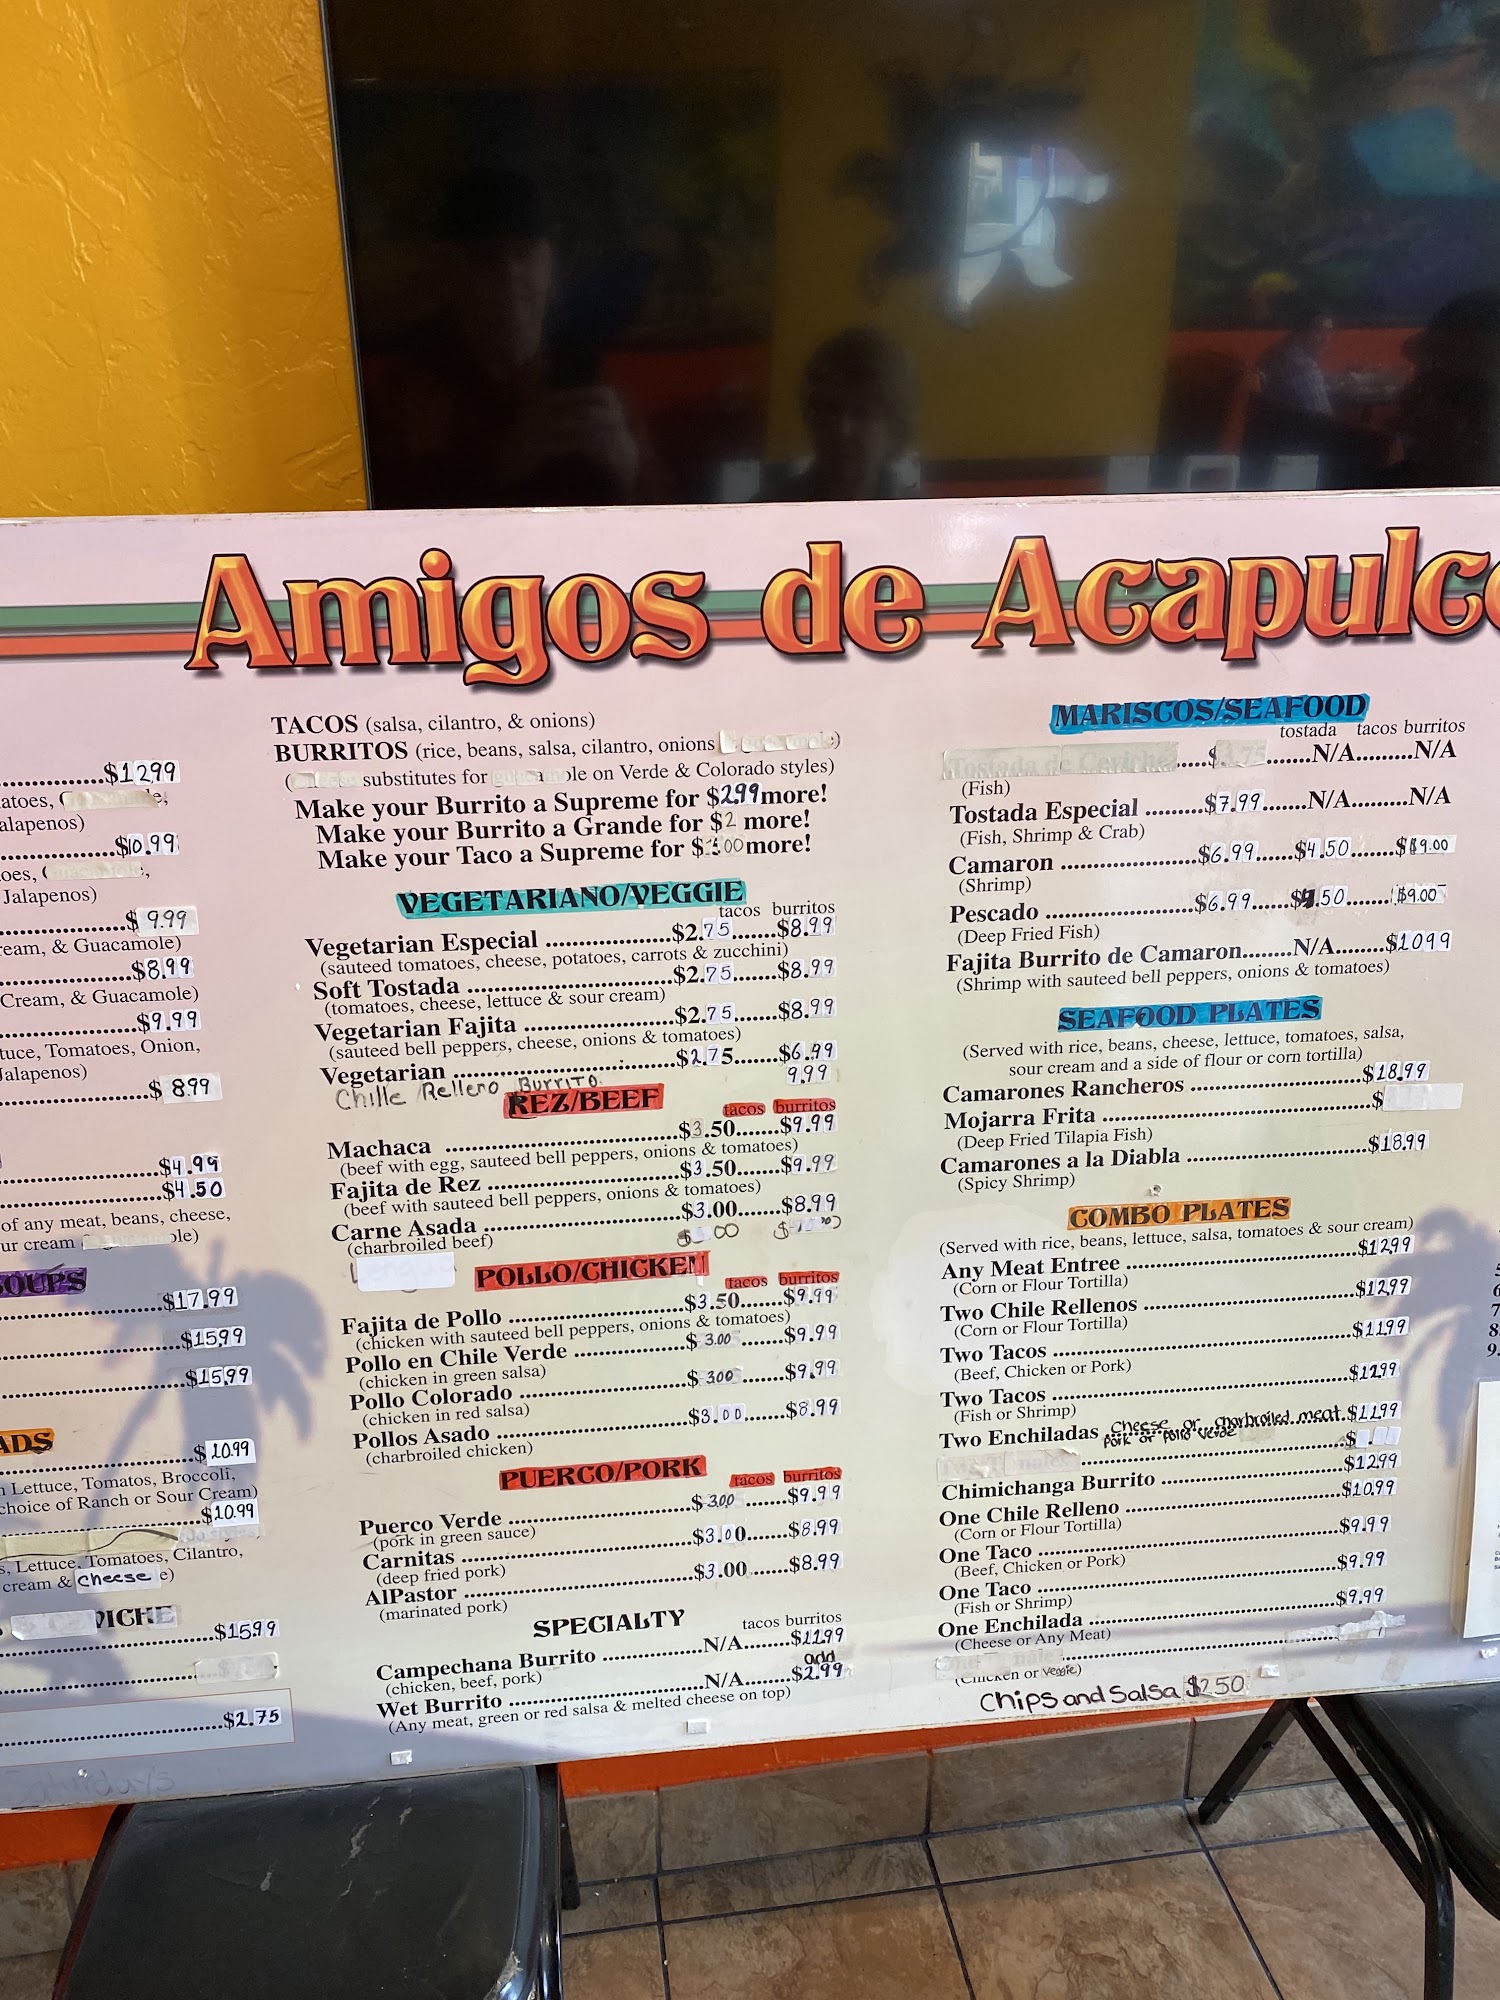 Amigos de Acapulc
$12.99
atoes,
alapenos)
$10.99
oes,
Jalapenos)
$ 9.99
ream, & Guacamole)
$8.99
Cream, & Guacamole)
$9.99
tuce, Tomatoes, Onion,
Jalapenos)
$ 8.99
$4.99
$4.50
of any meat, beans, cheese,
ur cream
OUPS
$17.99
$15.99
$15.99
ADS
$10.99
n Lettuce, Tomatos, Broccoli,
choice of Ranch or Sour Cream)
$10.99
s, Lettuce, Tomatoes, Cilantro,
cream & cheese e)
VICHE
$15.99
$2.75
TACOS (salsa, cilantro, & onions)
BURRITOS (rice, beans, salsa, cilantro, onions
substitutes for ole on Verde & Colorado styles)
Make your Burrito a Supreme for $2.99 more!
Make your Burrito a Grande for $2 more!
Make your Taco a Supreme for more!
VEGETARIANO/VEGGIE
tacos burritos
Vegetarian Especial ....................$2.75.......$8.99
(sauteed tomatoes, cheese, potatoes, carrots & zucchini)
Soft Tostada ....................$2.75.......$8.99
(tomatoes, cheese, lettuce & sour cream)
Vegetarian Fajita ....................$2.75.......$8.99
(sauteed bell peppers, cheese, onions & tomatoes)
Vegetarian ....................$2.75.......$6.99
Chille Relleno Burrito 9.99
REZ/BEEF
tacos burritos
Machaca ....................$3.50.......$9.99
(beef with egg, sauteed bell peppers, onions & tomatoes)
Fajita de Rez ....................$3.50.......$9.99
(beef with sauteed bell peppers, onions & tomatoes)
Carne Asada ....................$3.00.......$8.99
(charbroiled beef)
POLLO/CHICKEN
tacos burritos
Fajita de Pollo ....................$3.50.......$9.99
(chicken with sauteed bell peppers, onions & tomatoes)
Pollo en Chile Verde ....................$ 3.00 .......$9.99
(chicken in green salsa)
Pollo Colorado ....................$ 300 .......$9.99
(chicken in red salsa)
Pollos Asado ....................$3.00.......$8.99
(charbroiled chicken)
PUERCO/PORK
tacos burritos
Puerco Verde ....................$ 300 .......$9.99
(pork in green sauce)
Carnitas ....................$3.00.......$8.99
(deep fried pork)
AlPastor ....................$3.00.......$8.99
(marinated pork)
SPECIALTY
tacos burritos
Campechana Burrito ....................N/A.......$11.99
(chicken, beef, pork) add
Wet Burrito ....................N/A.......$2.99
(Any meat, green or red salsa & melted cheese on top)
MARISCOS/SEAFOOD
tostada tacos burritos
Tostada de Ceviche .....$ .......N/A.........N/A
(Fish)
Tostada Especial ........$7.99.......N/A.........N/A
(Fish, Shrimp & Crab)
Camaron ....................$6.99......$4.50.......$9.00
(Shrimp)
Pescado ....................$6.99......$4.50.......$9.00
(Deep Fried Fish)
Fajita Burrito de Camaron........N/A........$10.99
(Shrimp with sauteed bell peppers, onions & tomatoes)
SEAFOOD PLATES
(Served with rice, beans, cheese, lettuce, tomatoes, salsa,
sour cream and a side of flour or corn tortilla)
Camarones Rancheros ....................$18.99
Mojarra Frita ....................$
(Deep Fried Tilapia Fish)
Camarones a la Diabla ....................$18.99
(Spicy Shrimp)
COMBO PLATES
(Served with rice, beans, lettuce, salsa, tomatoes & sour cream)
Any Meat Entree ....................$12.99
(Corn or Flour Tortilla)
Two Chile Rellenos ....................$12.99
(Corn or Flour Tortilla)
Two Tacos ....................$11.99
(Beef, Chicken or Pork)
Two Tacos ....................$12.99
(Fish or Shrimp)
Two Enchiladas cheese or charbroiled meat. $11.99
pork or pollo verde
$
Chimichanga Burrito ....................$12.99
One Chile Relleno ....................$10.99
(Corn or Flour Tortilla)
One Taco ....................$9.99
(Beef, Chicken or Pork)
One Taco ....................$9.99
(Fish or Shrimp)
One Enchilada ....................$9.99
(Cheese or Any Meat)
(Chicken or veggie)
Chips and Salsa $2.50